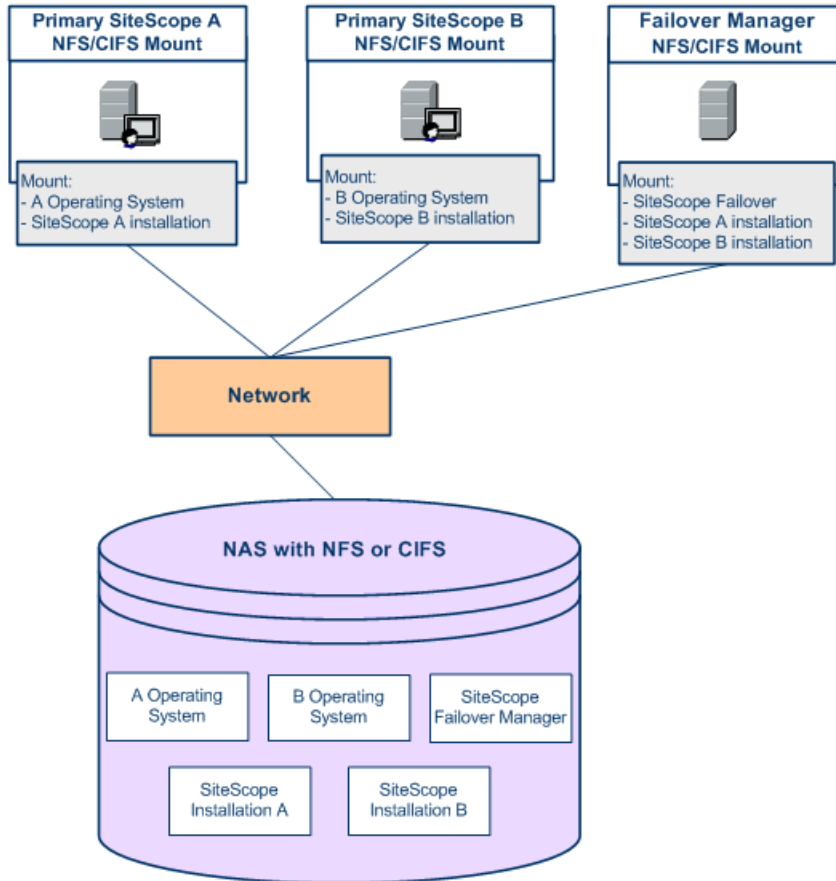 Primary SiteScope A
NFS/CIFS Mount
Primary SiteScope B
NFS/CIFS Mount
Failover Manager
NFS/CIFS Mount
Mount:
- A Operating System
- SiteScope A installation
Mount:
- B Operating System
- SiteScope B installation
Mount:
- SiteScope Failover
- SiteScope A installation
- SiteScope B installation
Network
NAS with NFS or CIFS
A Operating
System
B Operating
System
SiteScope
Failover Manager
SiteScope
Installation A
SiteScope
Installation B